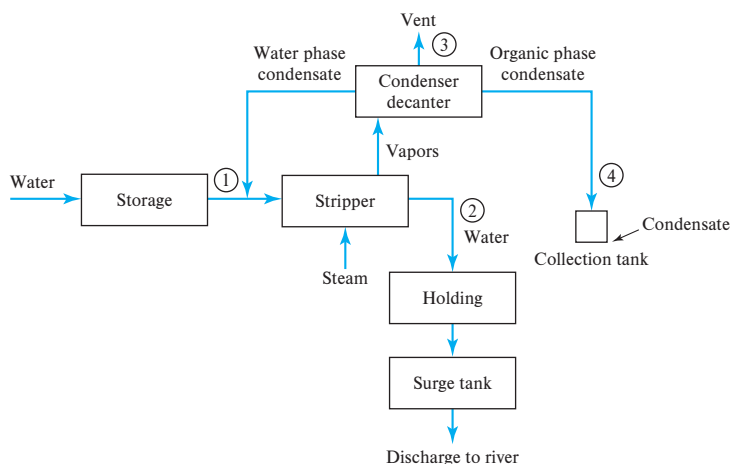 Vent
3
Water phase
condensate
Organic phase
condensate
Condenser
decanter
Vapors
Water
Storage
1
Stripper
2
Water
4
Condensate
Collection tank
Steam
Holding
Surge tank
Discharge to river